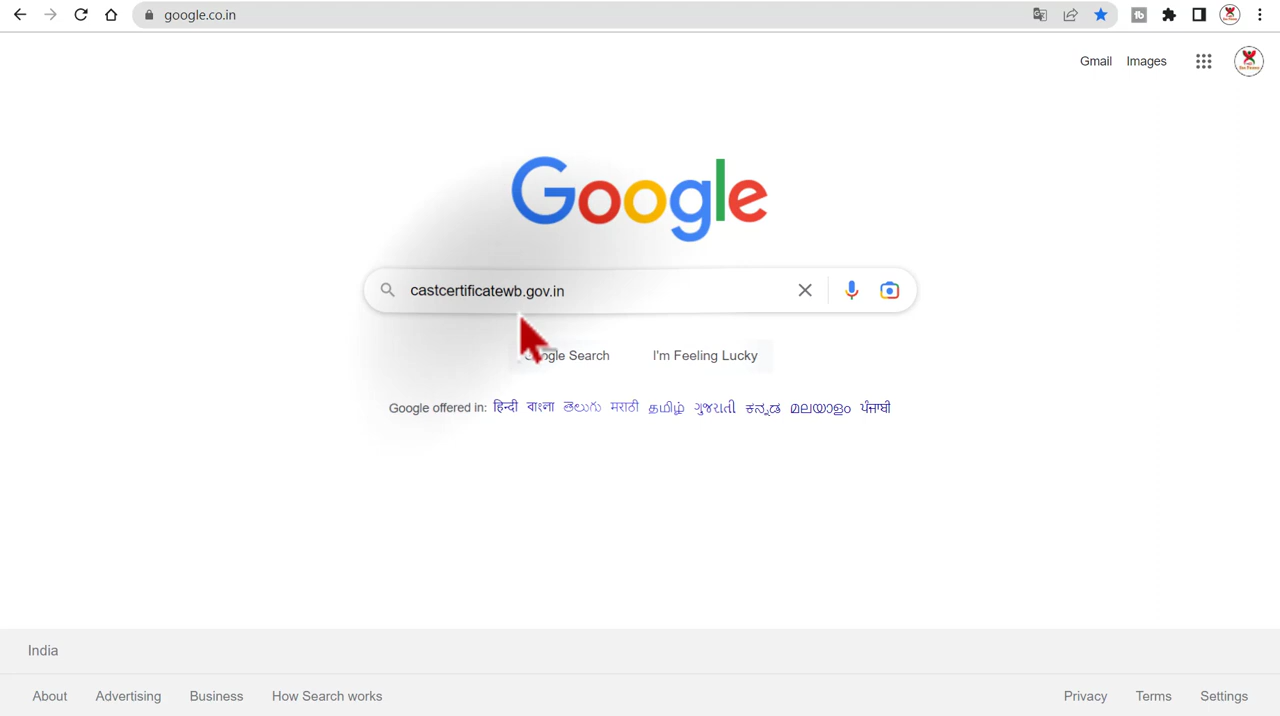 google.co.in
Gmail Images
Google
castcertificatewb.gov.in
Google Search I'm Feeling Lucky
Google offered in: हिन्दी বাংলা తెలుగు मराठी தமிழ் ગુજરાતી ಕನ್ನಡ മലയാളം ਪੰਜਾਬੀ
India
About Advertising Business How Search works Privacy Terms Settings